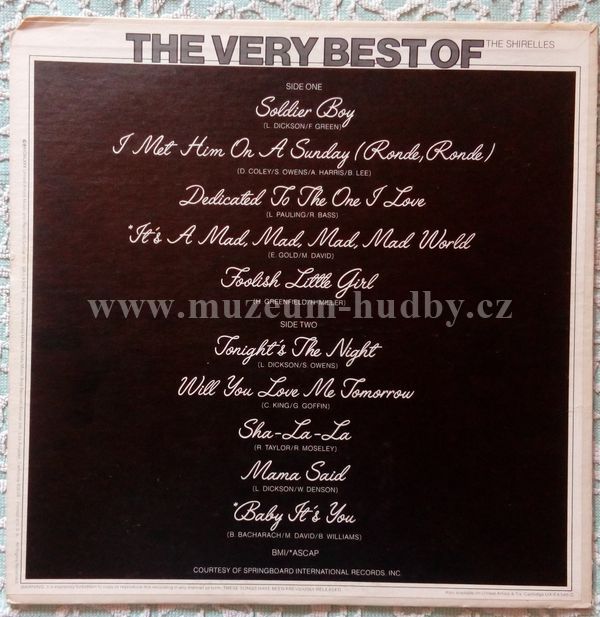 THE VERY BEST OF THE SHIRELLES
SIDE ONE
Soldier Boy
(L. DICKSON/F. GREEN)
I Met Him On A Sunday (Ronde, Ronde)
(D. COLEY/S. OWENS/A. HARRIS/B. LEE)
Dedicated To The One I Love
(L. PAULING/R. BASS)
*It's A Mad, Mad, Mad, Mad World
(E. GOLD/M. DAVID)
Foolish Little Girl
(H. GREENFIELD/H. MILLER)
www.muzeum-hudby.cz
SIDE TWO
Tonight's The Night
(L. DICKSON/S. OWENS)
Will You Love Me Tomorrow
(C. KING/G. GOFFIN)
Sha-La-La
(R. TAYLOR/R. MOSELEY)
Mama Said
(L. DICKSON/W. DENSON)
*Baby It's You
(B. BACHARACH/M. DAVID/B. WILLIAMS)
BMI/*ASCAP
COURTESY OF SPRINGBOARD INTERNATIONAL RECORDS, INC.